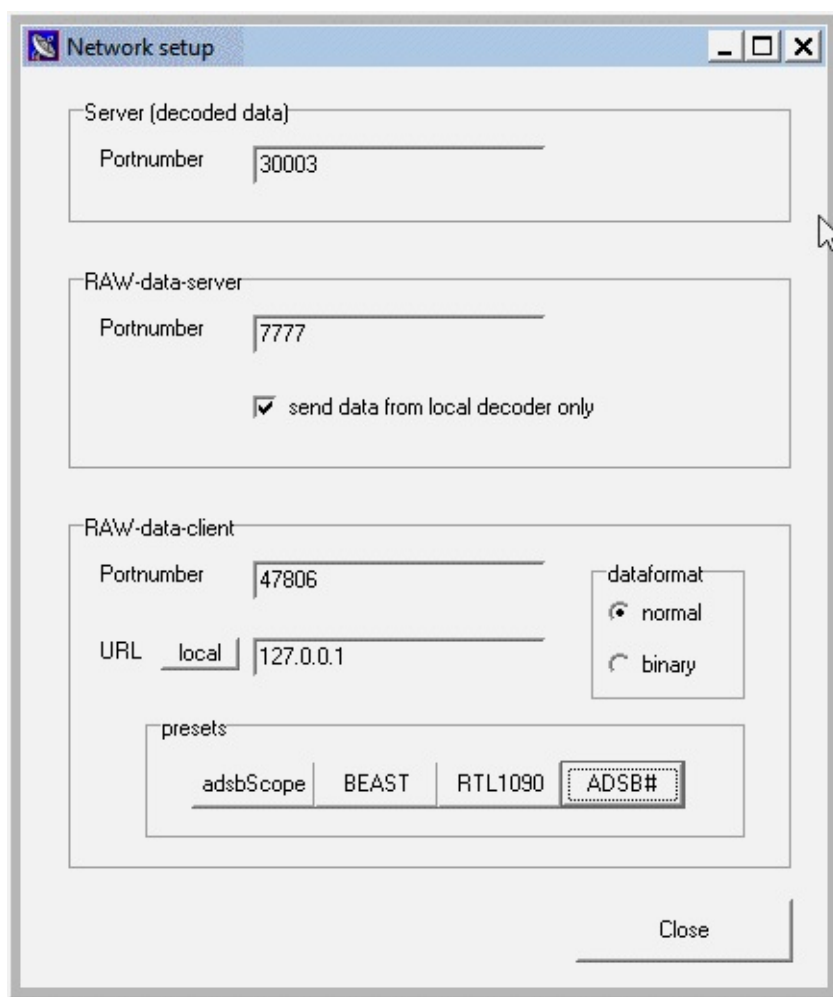 Network setup
Server (decoded data)
Portnumber 30003
RAW-data-server
Portnumber 7777
send data from local decoder only
RAW-data-client
Portnumber 47806
dataformat
normal
URL local 127.0.0.1
binary
presets
adsbScope BEAST RTL1090 ADSB#
Close